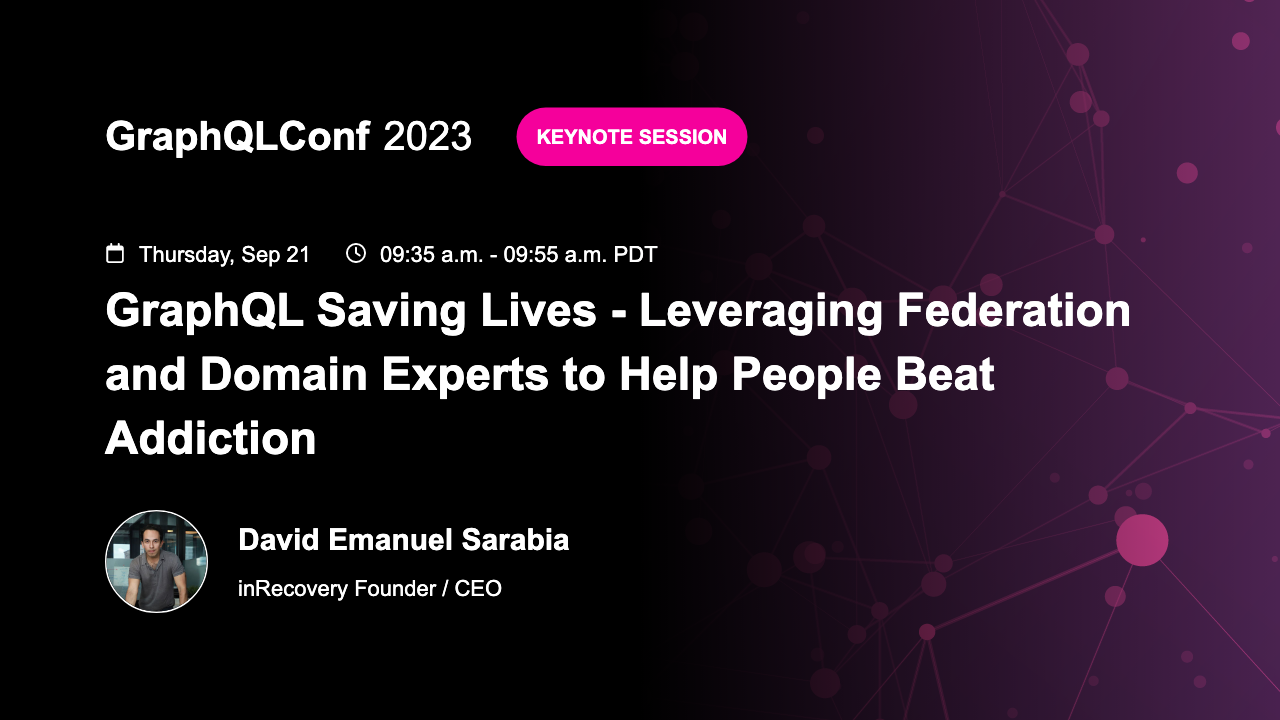 GraphQLConf 2023
KEYNOTE SESSION
Thursday, Sep 21
09:35 a.m. - 09:55 a.m. PDT
GraphQL Saving Lives - Leveraging Federation
and Domain Experts to Help People Beat
Addiction
David Emanuel Sarabia
inRecovery Founder / CEO